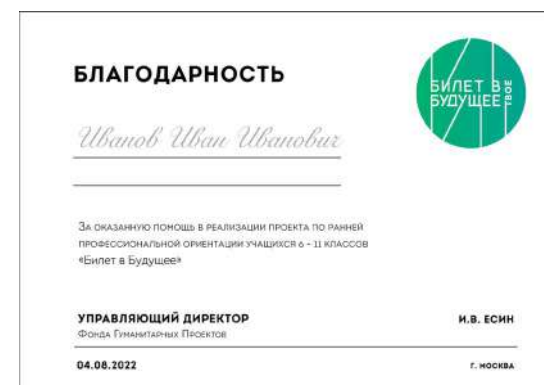 БЛАГОДАРНОСТЬ
БИЛЕТ В
БУДУЩЕЕ
ТВОЕ
Иванов Иван Иванович
За оказанную помощь в реализации проекта по ранней
профессиональной ориентации учащихся 6 - 11 классов
«Билет в Будущее»
УПРАВЛЯЮЩИЙ ДИРЕКТОР
И.В. ЕСИН
Фонда Гуманитарных Проектов
04.08.2022
Г. МОСКВА